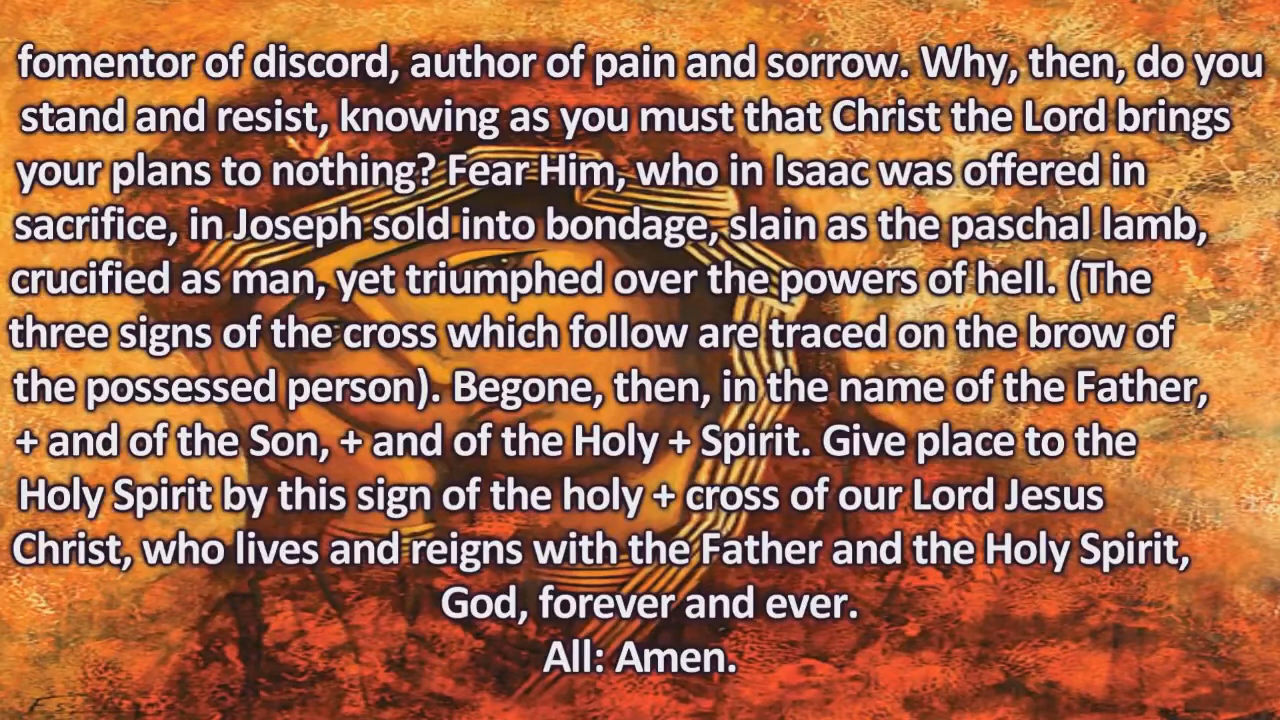 fomentor of discord, author of pain and sorrow. Why, then, do you
stand and resist, knowing as you must that Christ the Lord brings
your plans to nothing? Fear Him, who in Isaac was offered in
sacrifice, in Joseph sold into bondage, slain as the paschal lamb,
crucified as man, yet triumphed over the powers of hell. (The
three signs of the cross which follow are traced on the brow of
the possessed person). Begone, then, in the name of the Father,
+ and of the Son, + and of the Holy + Spirit. Give place to the
Holy Spirit by this sign of the holy + cross of our Lord Jesus
Christ, who lives and reigns with the Father and the Holy Spirit,
God, forever and ever.
All: Amen.